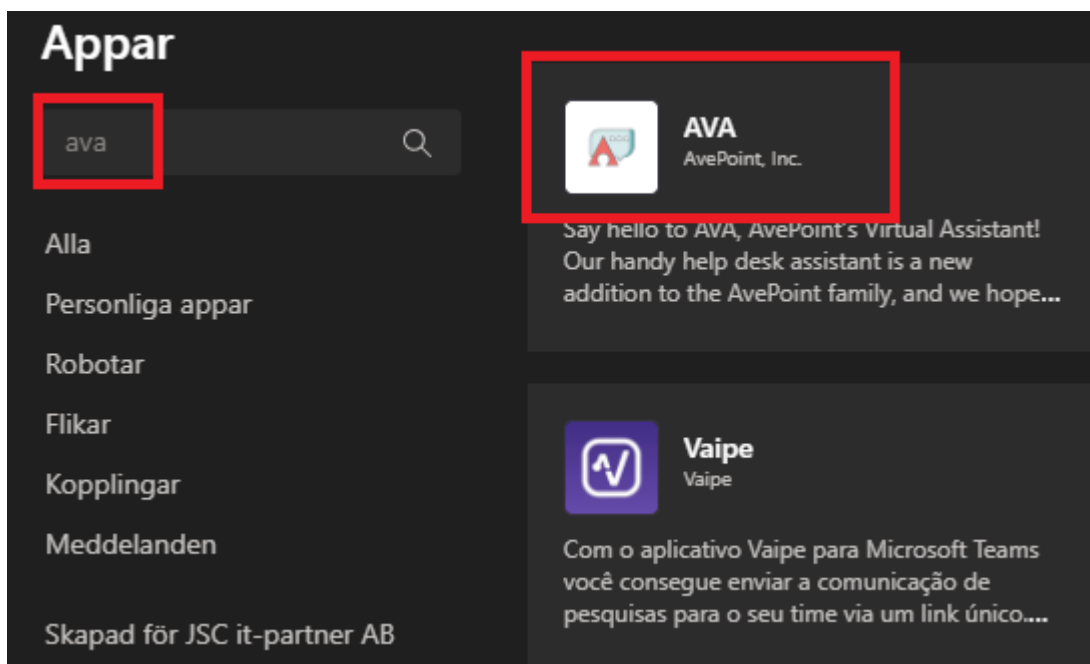 Appar
ava
Alla
Personliga appar
Robotar
Flikar
Kopplingar
Meddelanden
Skapad för JSC it-partner AB
AVA
AvePoint, Inc.
Say hello to AVA, AvePoint's Virtual Assistant!
Our handy help desk assistant is a new
addition to the AvePoint family, and we hope...
Vaipe
Vaipe
Com o aplicativo Vaipe para Microsoft Teams
você consegue enviar a comunicação de
pesquisas para o seu time via um link único....